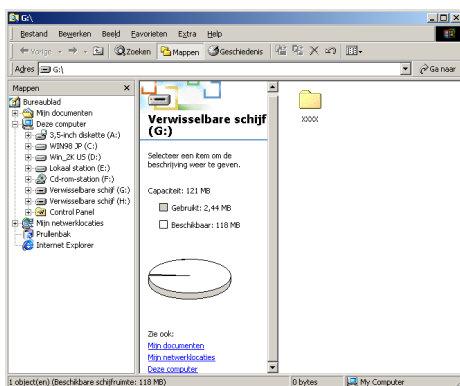 G:\
Bestand Bewerken Beeld Favorieten Extra Help
Vorige Zoeken Mappen Geschiedenis
Adres G:\ Ga naar
Mappen
Bureaublad
Mijn documenten
Deze computer
3,5-inch diskette (A:)
WIN98 JP (C:)
Win_2K US (D:)
Lokaal station (E:)
Cd-rom-station (F:)
Verwisselbare schijf (G:)
Verwisselbare schijf (H:)
Control Panel
Mijn netwerklocaties
Prullenbak
Internet Explorer
Verwisselbare schijf
(G:)
Selecteer een item om de
beschrijving weer te geven.
Capaciteit: 121 MB
Gebruikt: 2,44 MB
Beschikbaar: 118 MB
Zie ook:
Mijn documenten
Mijn netwerklocaties
Deze computer
xxxx
1 object(en) (Beschikbare schijfruimte: 118 MB) 0 bytes My Computer